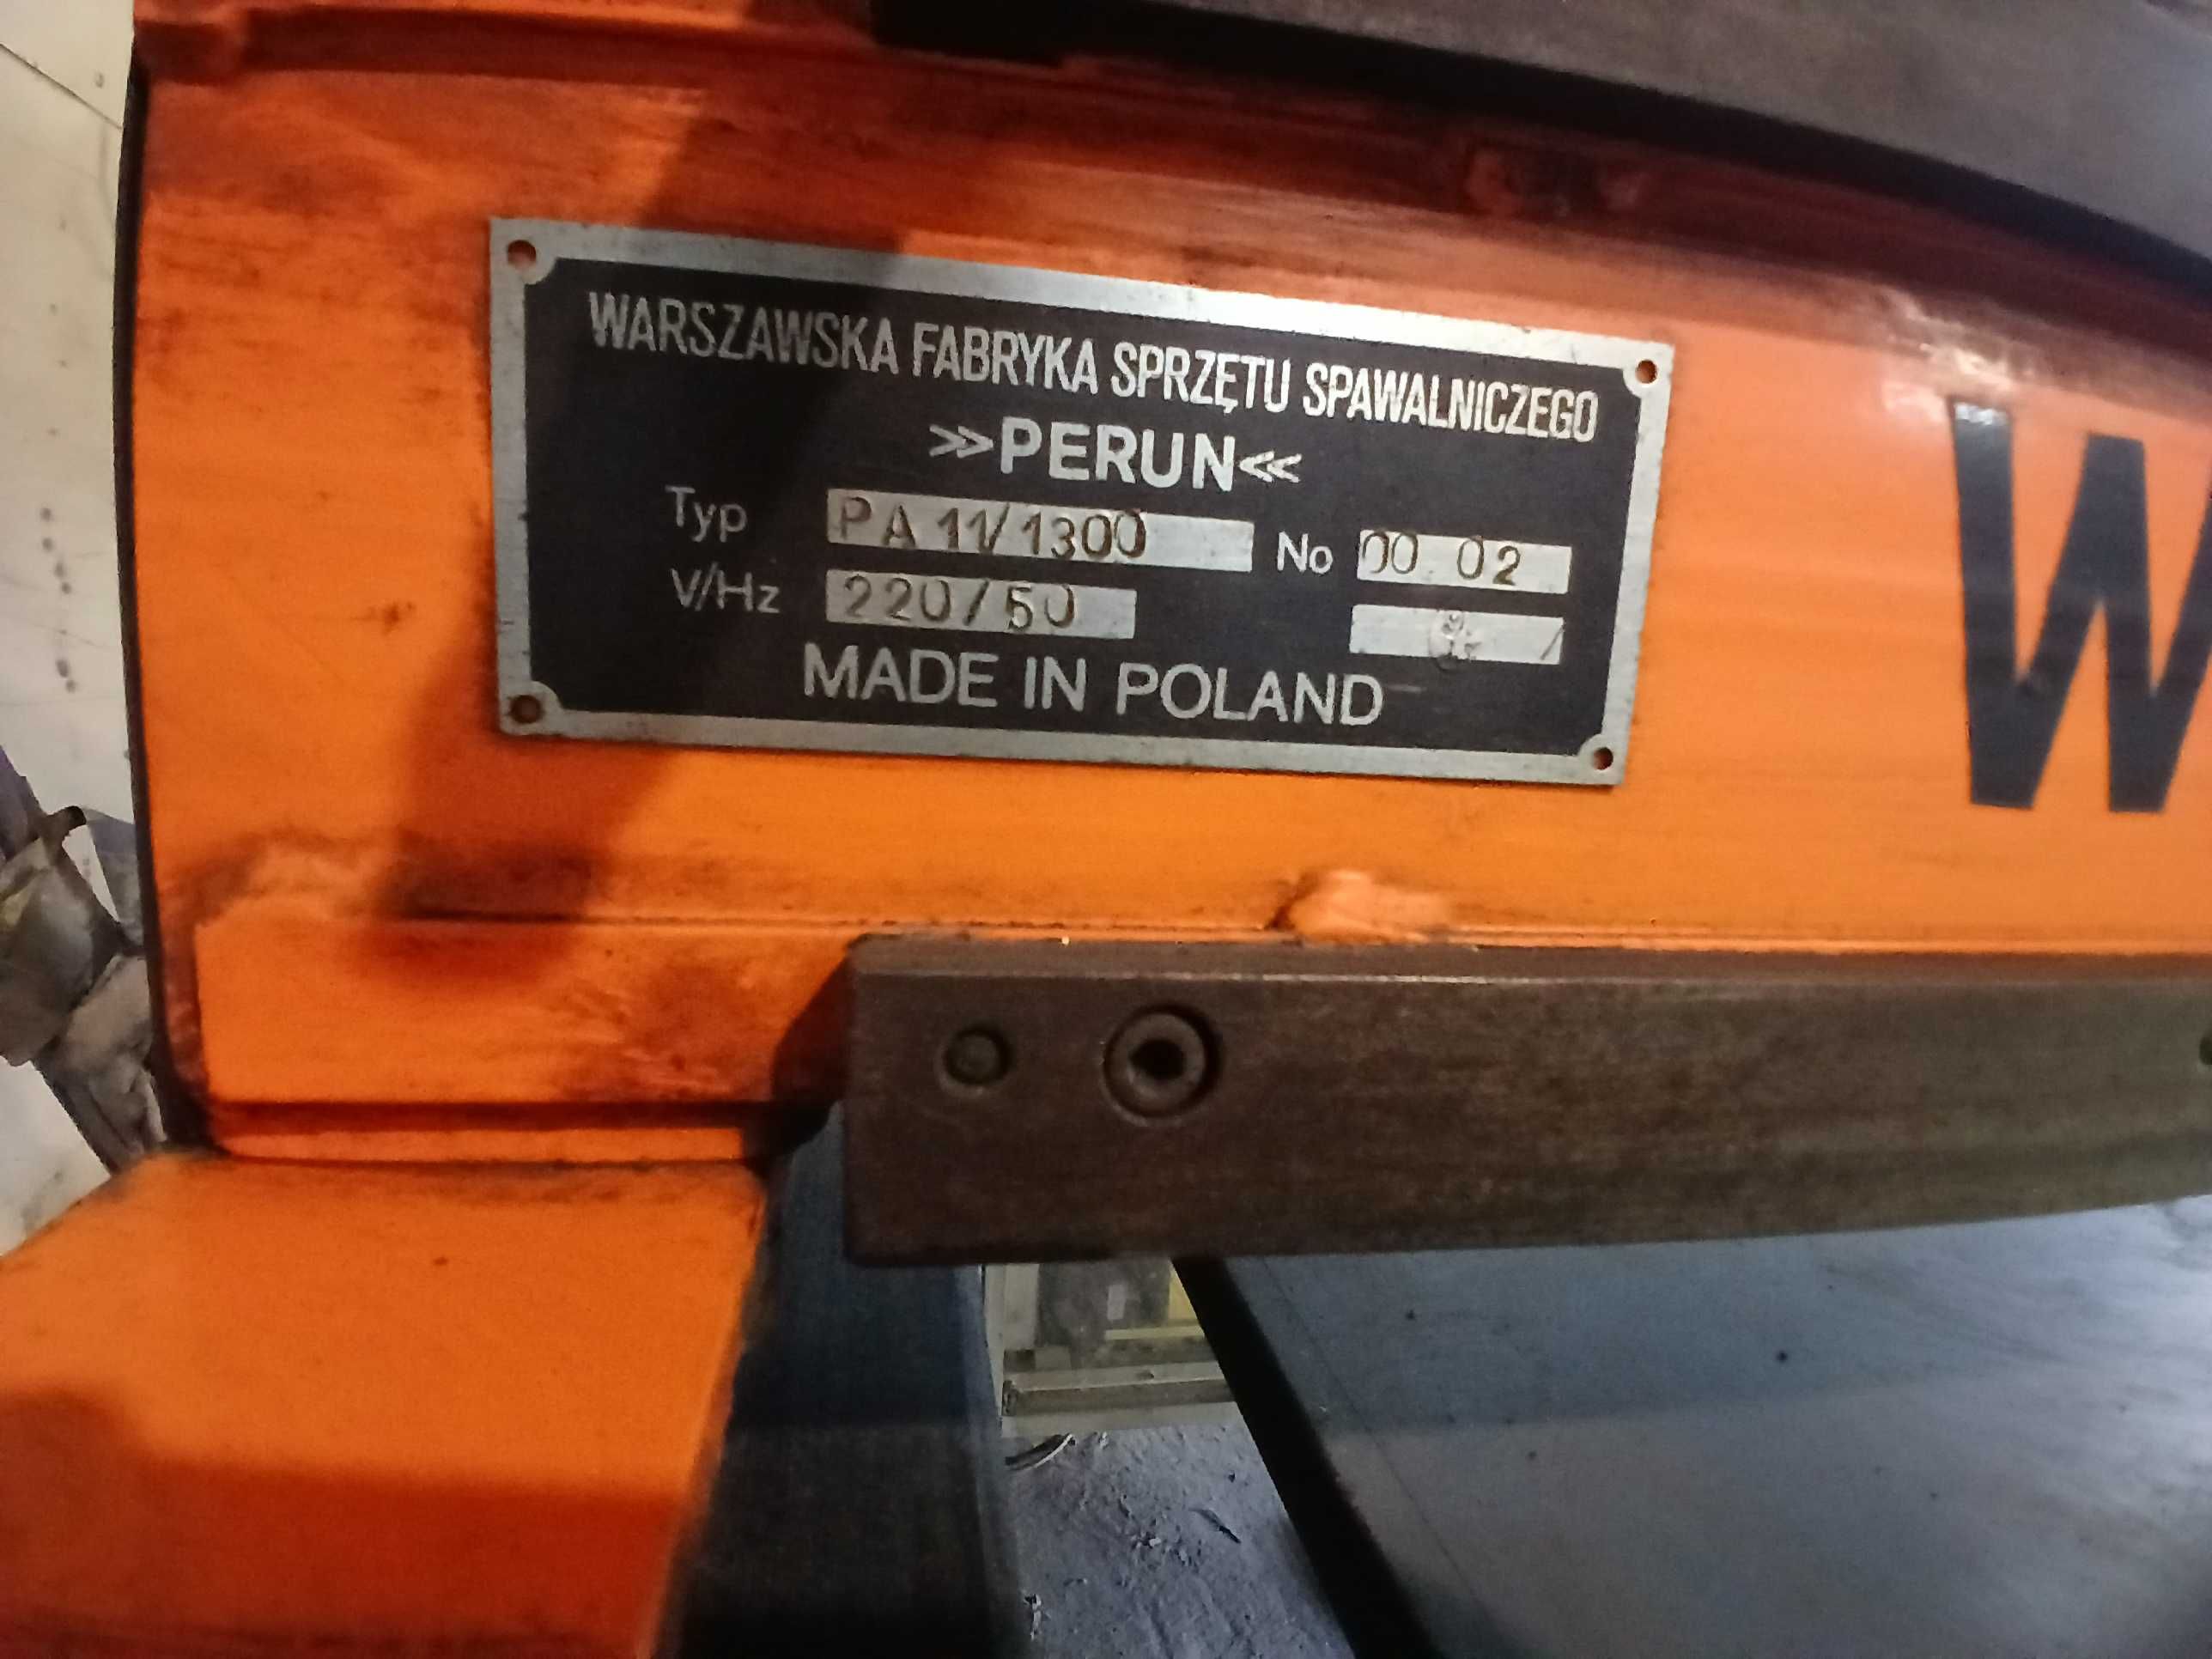 WARSZAWSKA FABRYKA SPRZĘTU SPAWALNICZEGO
»PERUN«
Typ PA 11/1300 No 00 02
V/Hz 220/50
MADE IN POLAND
W